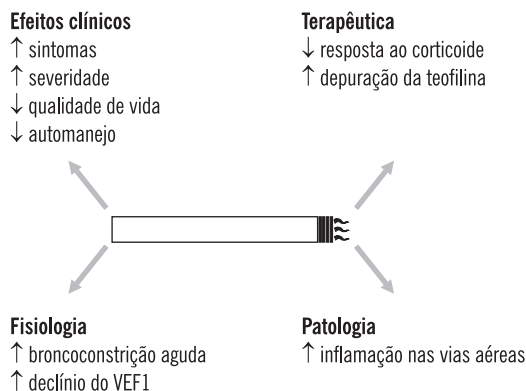 Efeitos clínicos
↑ sintomas
↑ severidade
↓ qualidade de vida
↓ automanejo
Terapêutica
↓ resposta ao corticoide
↑ depuração da teofilina
Fisiologia
↑ broncoconstrição aguda
↑ declínio do VEF1
Patologia
↑ inflamação nas vias aéreas